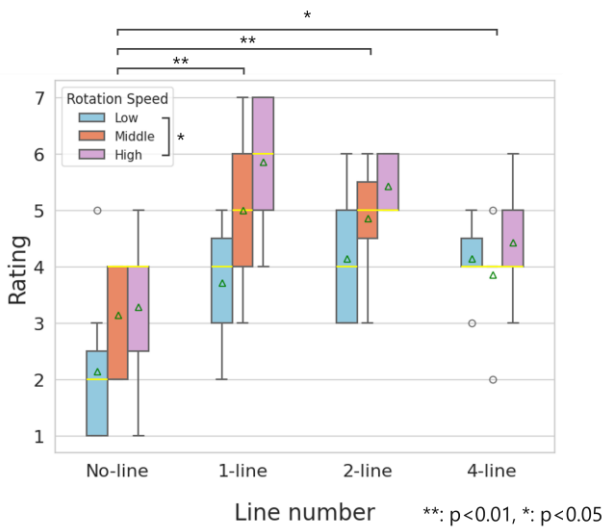 *
**
**
7
6
5
4
3
2
1
Rating
Rotation Speed
Low
Middle
High
*
No-line
1-line
2-line
4-line
Line number
**: p<0.01, *: p<0.05